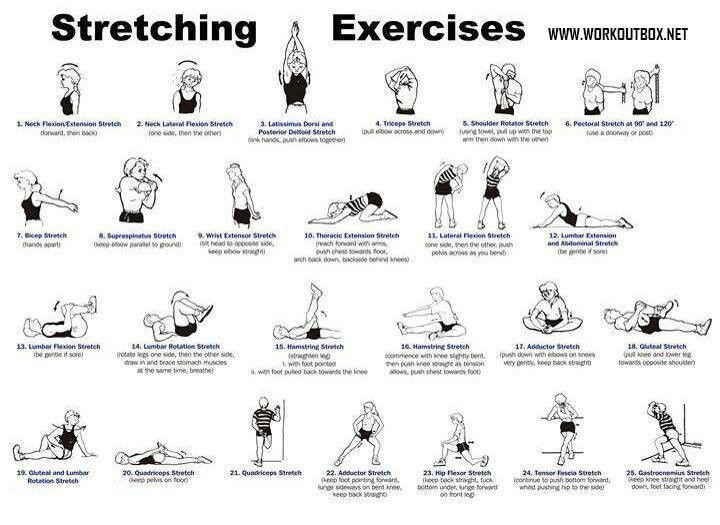 Stretching Exercises WWW.WORKOUTBOX.NET
1. Neck Flexion/Extension Stretch
(forward, then back)
2. Neck Lateral Flexion Stretch
(one side, then the other)
3. Latissimus Dorsi and
Posterior Deltoid Stretch
(link hands, push elbows together)
4. Triceps Stretch
(pull elbow across and down)
5. Shoulder Rotator Stretch
(using towel, pull up with the top
arm then down with the other)
6. Pectoral Stretch at 90° and 120°
(use a doorway or post)
7. Bicep Stretch
(hands apart)
8. Supraspinatus Stretch
(keep elbow parallel to ground)
9. Wrist Extensor Stretch
(tilt head to opposite side,
keep elbow straight)
10. Thoracic Extension Stretch
(reach forward with arms,
push chest towards floor,
arch back down, backside behind knees)
11. Lateral Flexion Stretch
(one side, then the other, push
pelvis across as you bend)
12. Lumbar Extension
and Abdominal Stretch
(be gentle if sore)
13. Lumbar Flexion Stretch
(be gentle if sore)
14. Lumbar Rotation Stretch
(rotate legs one side, then the other side,
draw in and brace stomach muscles
at the same time, breathe)
15. Hamstring Stretch
(straighten leg)
i. with foot pointed
ii. with foot pulled back towards the knee
16. Hamstring Stretch
(commence with knee slightly bent,
then push knee straight as tension
allows, push chest towards foot)
17. Adductor Stretch
(push down with elbows on knees
very gently, keep back straight)
18. Gluteal Stretch
(pull knee and lower leg
towards opposite shoulder)
19. Gluteal and Lumbar
Rotation Stretch
20. Quadriceps Stretch
(keep pelvis on floor)
21. Quadriceps Stretch
22. Adductor Stretch
(keep foot pointing forward,
lunge sideways on bent knee,
keep back straight)
23. Hip Flexor Stretch
(keep back straight, tuck
bottom under, lunge forward
on front leg)
24. Tensor Fascia Stretch
(continue to push bottom forward,
whilst pushing hip to the side)
25. Gastrocnemius Stretch
(keep knee straight and heel
down, feet facing forward)